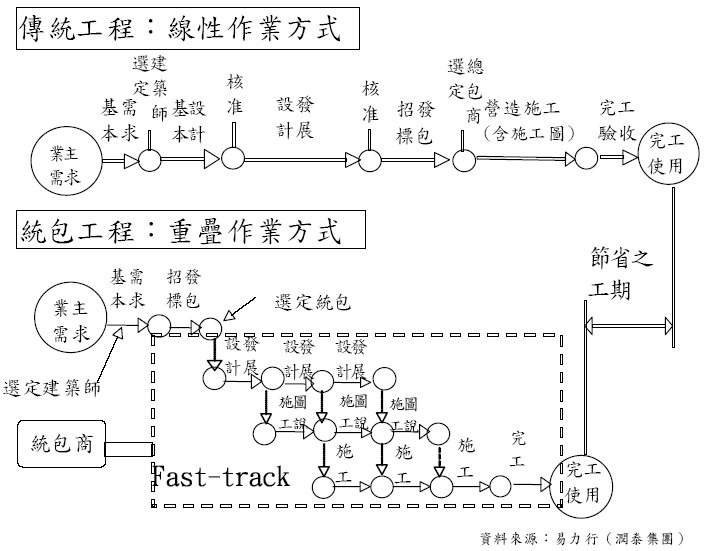 傳統工程：線性作業方式
業主
需求
基需
本求
選建
定築
師
基設
本計
核
准
設發
計展
核
准
招發
標包
選總
定包
商
營造施工
(含施工圖)
完工
驗收
完工
使用
統包工程：重疊作業方式
節省之
工期
業主
需求
基需
本求
招發
標包
選定統包
選定建築師
設發
計展
設發
計展
設發
計展
施圖
工說
施圖
工說
施圖
工說
統包商
施
工
施
工
施
工
完
工
Fast-track
完工
使用
資料來源：易力行（潤泰集團）